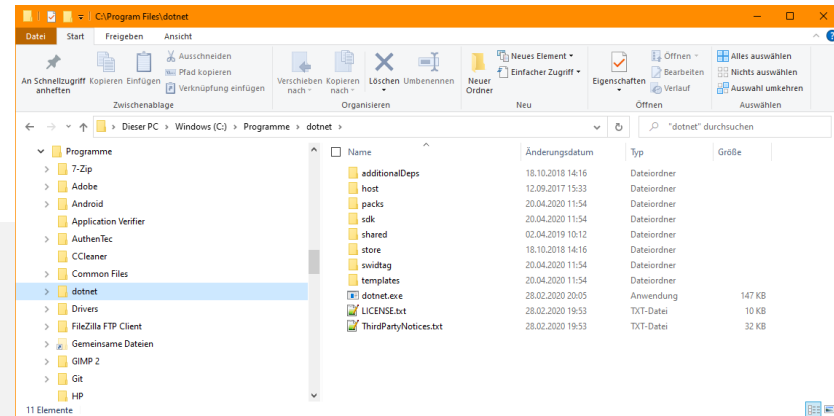 C:\Program Files\dotnet
Datei Start Freigeben Ansicht
An Schnellzugriff anheften
Kopieren
Einfügen
Ausschneiden
Pfad kopieren
Verknüpfung einfügen
Zwischenablage
Verschieben nach
Kopieren nach
Löschen
Umbenennen
Organisieren
Neuer Ordner
Neues Element
Einfacher Zugriff
Neu
Eigenschaften
Öffnen
Bearbeiten
Verlauf
Öffnen
Alles auswählen
Nichts auswählen
Auswahl umkehren
Auswählen
Dieser PC > Windows (C:) > Programme > dotnet >
"dotnet" durchsuchen
Programme
7-Zip
Adobe
Android
Application Verifier
AuthenTec
CCleaner
Common Files
dotnet
Drivers
FileZilla FTP Client
Gemeinsame Dateien
GIMP 2
Git
HP
Name Änderungsdatum Typ Größe
additionalDeps 18.10.2018 14:16 Dateiordner
host 12.09.2017 15:33 Dateiordner
packs 20.04.2020 11:54 Dateiordner
sdk 20.04.2020 11:54 Dateiordner
shared 02.04.2019 10:12 Dateiordner
store 18.10.2018 14:16 Dateiordner
swidtag 20.04.2020 11:54 Dateiordner
templates 20.04.2020 11:54 Dateiordner
dotnet.exe 28.02.2020 20:05 Anwendung 147 KB
LICENSE.txt 28.02.2020 19:53 TXT-Datei 10 KB
ThirdPartyNotices.txt 28.02.2020 19:53 TXT-Datei 32 KB
11 Elemente